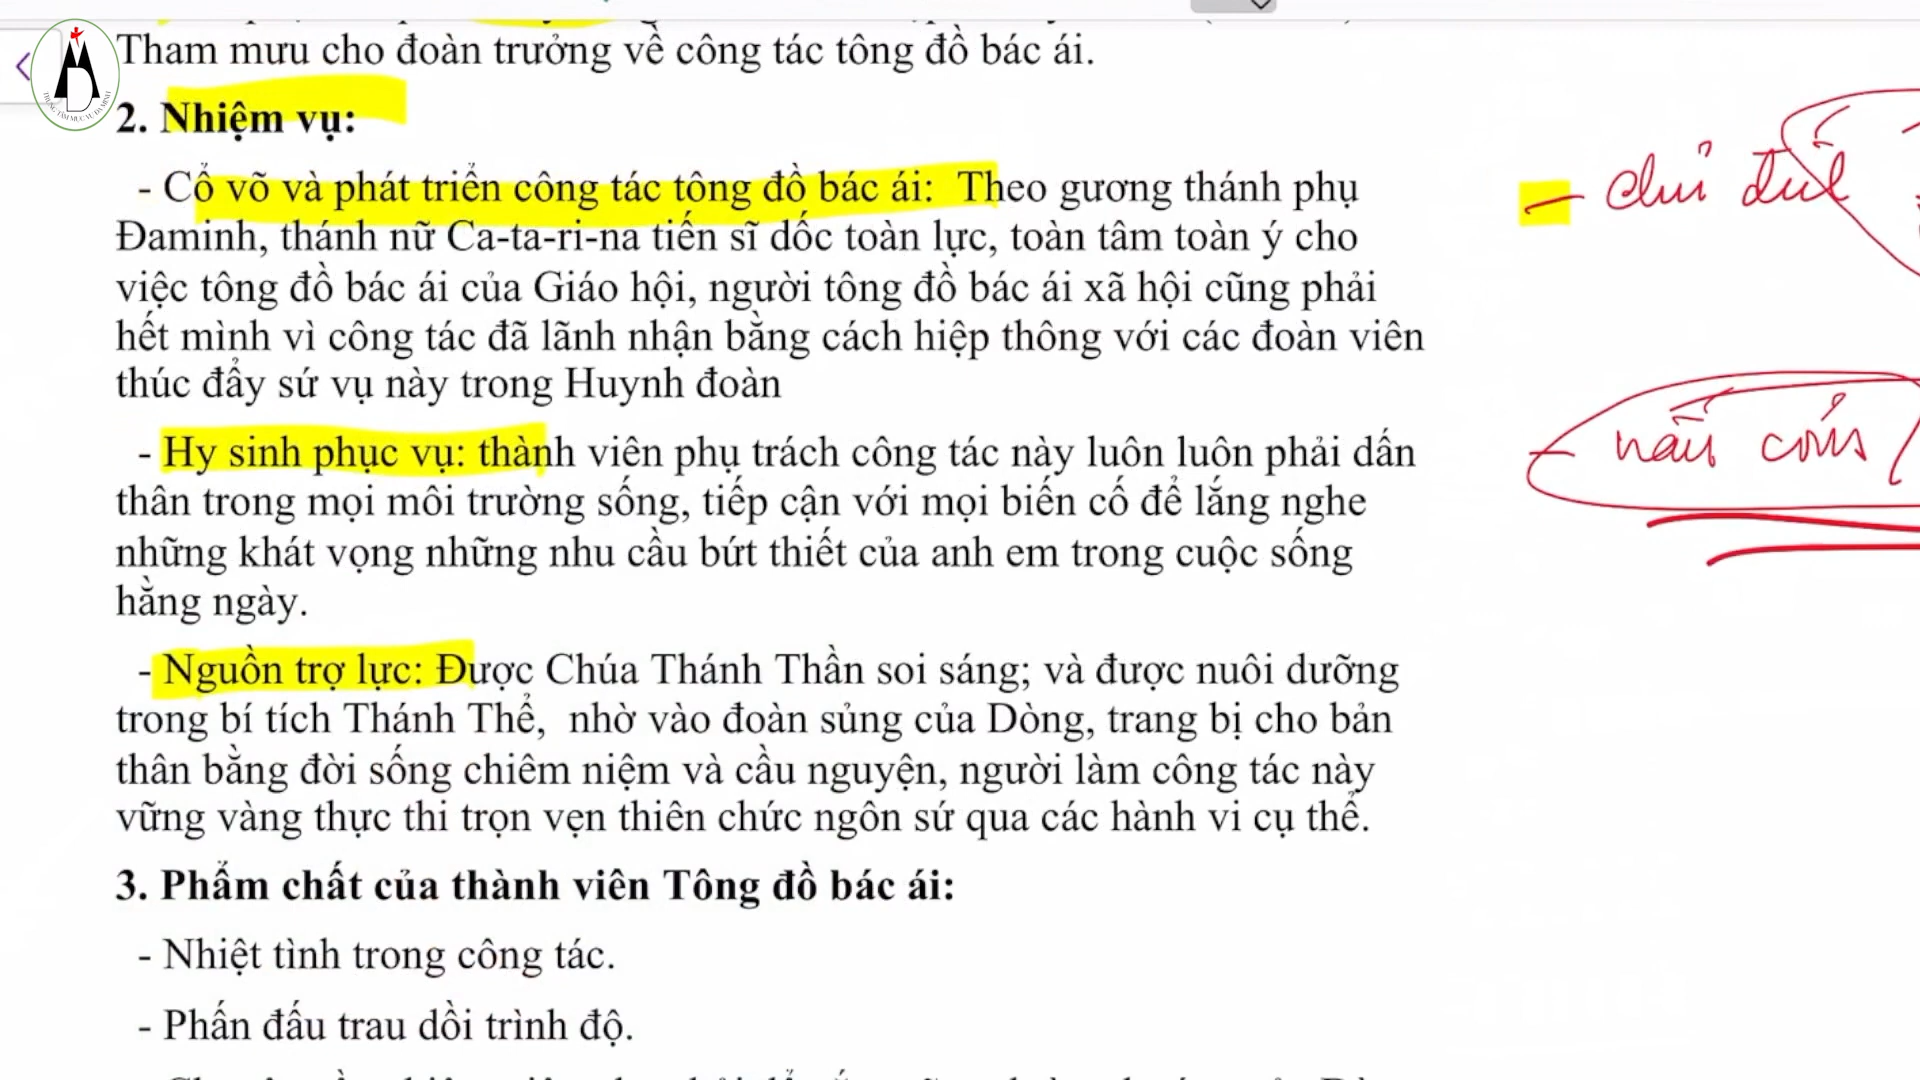 Tham mưu cho đoàn trưởng về công tác tông đồ bác ái.
2. Nhiệm vụ:
- Cổ võ và phát triển công tác tông đồ bác ái: Theo gương thánh phụ
Đaminh, thánh nữ Ca-ta-ri-na tiến sĩ dốc toàn lực, toàn tâm toàn ý cho
việc tông đồ bác ái của Giáo hội, người tông đồ bác ái xã hội cũng phải
hết mình vì công tác đã lãnh nhận bằng cách hiệp thông với các đoàn viên
thúc đẩy sứ vụ này trong Huynh đoàn
- Hy sinh phục vụ: thành viên phụ trách công tác này luôn luôn phải dấn
thân trong mọi môi trường sống, tiếp cận với mọi biến cố để lắng nghe
những khát vọng những nhu cầu bứt thiết của anh em trong cuộc sống
hằng ngày.
- Nguồn trợ lực: Được Chúa Thánh Thần soi sáng; và được nuôi dưỡng
trong bí tích Thánh Thể, nhờ vào đoàn sủng của Dòng, trang bị cho bản
thân bằng đời sống chiêm niệm và cầu nguyện, người làm công tác này
vững vàng thực thi trọn vẹn thiên chức ngôn sứ qua các hành vi cụ thể.
3. Phẩm chất của thành viên Tông đồ bác ái:
- Nhiệt tình trong công tác.
- Phấn đấu trau dồi trình độ.